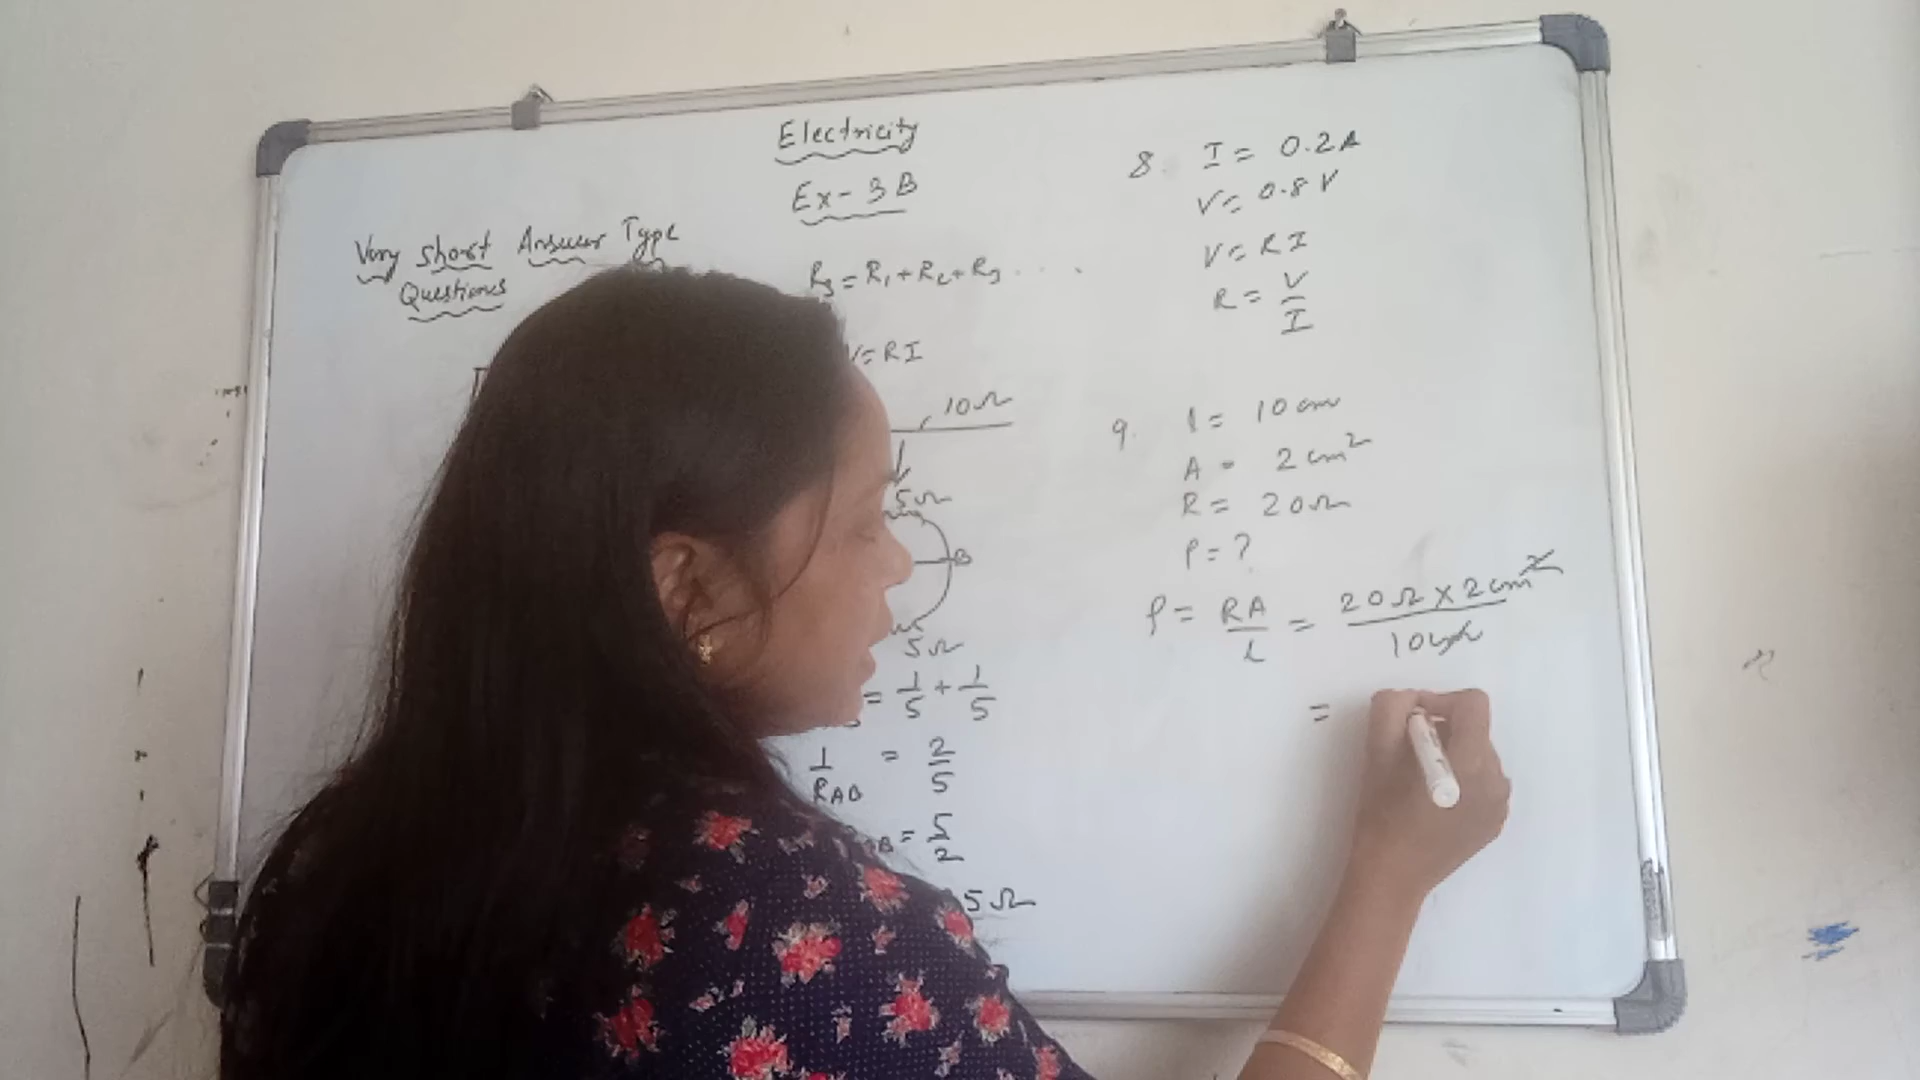 Electricity
Ex-3B
Very Short Answer Type
Questions
Rs = R1 + R2 + R3 ....
V = RI
10Ω
5Ω
B
5Ω
= 1/5 + 1/5
1/RAB = 2/5
= 5/2
5Ω
8. I = 0.2A
V = 0.8V
V = RI
R = V/I
9. l = 10cm
A = 2cm²
R = 20Ω
ρ = ?
ρ = RA/L = 20Ω × 2cm²/10cm
=